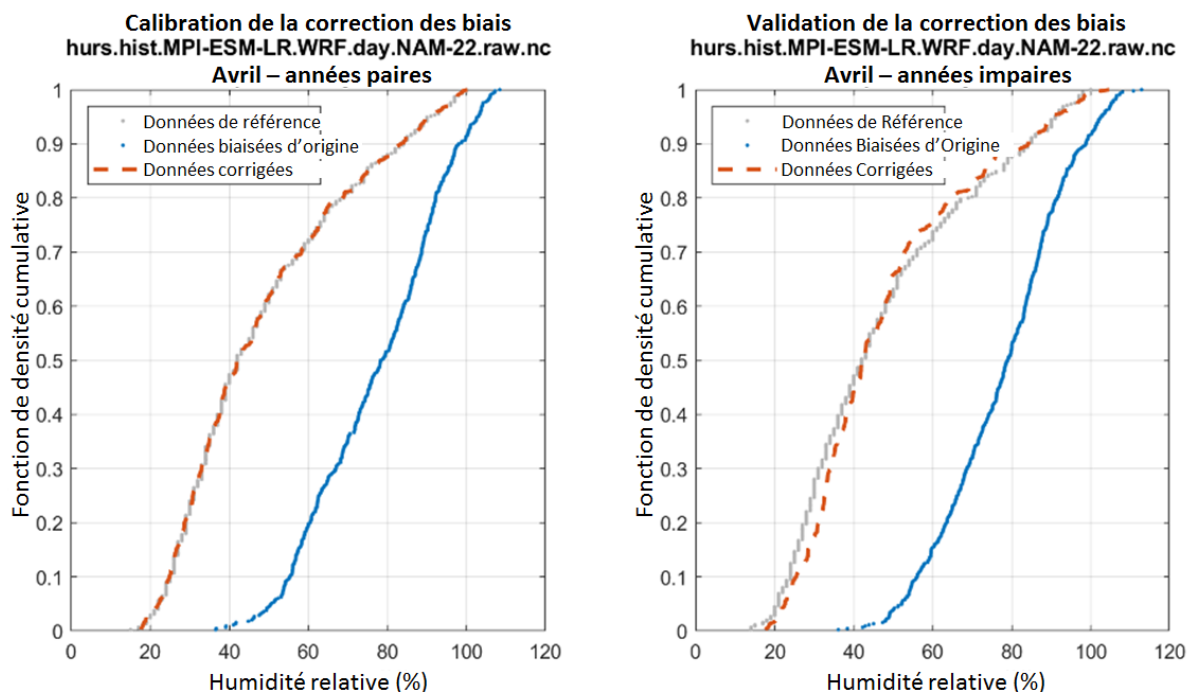 Calibration de la correction des biais
hurs.hist.MPI-ESM-LR.WRF.day.NAM-22.raw.nc
Avril – années paires
1
0.9
0.8
0.7
0.6
0.5
0.4
0.3
0.2
0.1
0
Fonction de densité cumulative
Données de référence
Données biaisées d’origine
Données corrigées
0 20 40 60 80 100 120
Humidité relative (%)
Validation de la correction des biais
hurs.hist.MPI-ESM-LR.WRF.day.NAM-22.raw.nc
Avril – années impaires
1
0.9
0.8
0.7
0.6
0.5
0.4
0.3
0.2
0.1
0
Fonction de densité cumulative
Données de Référence
Données Biaisées d’Origine
Données Corrigées
0 20 40 60 80 100 120
Humidité relative (%)